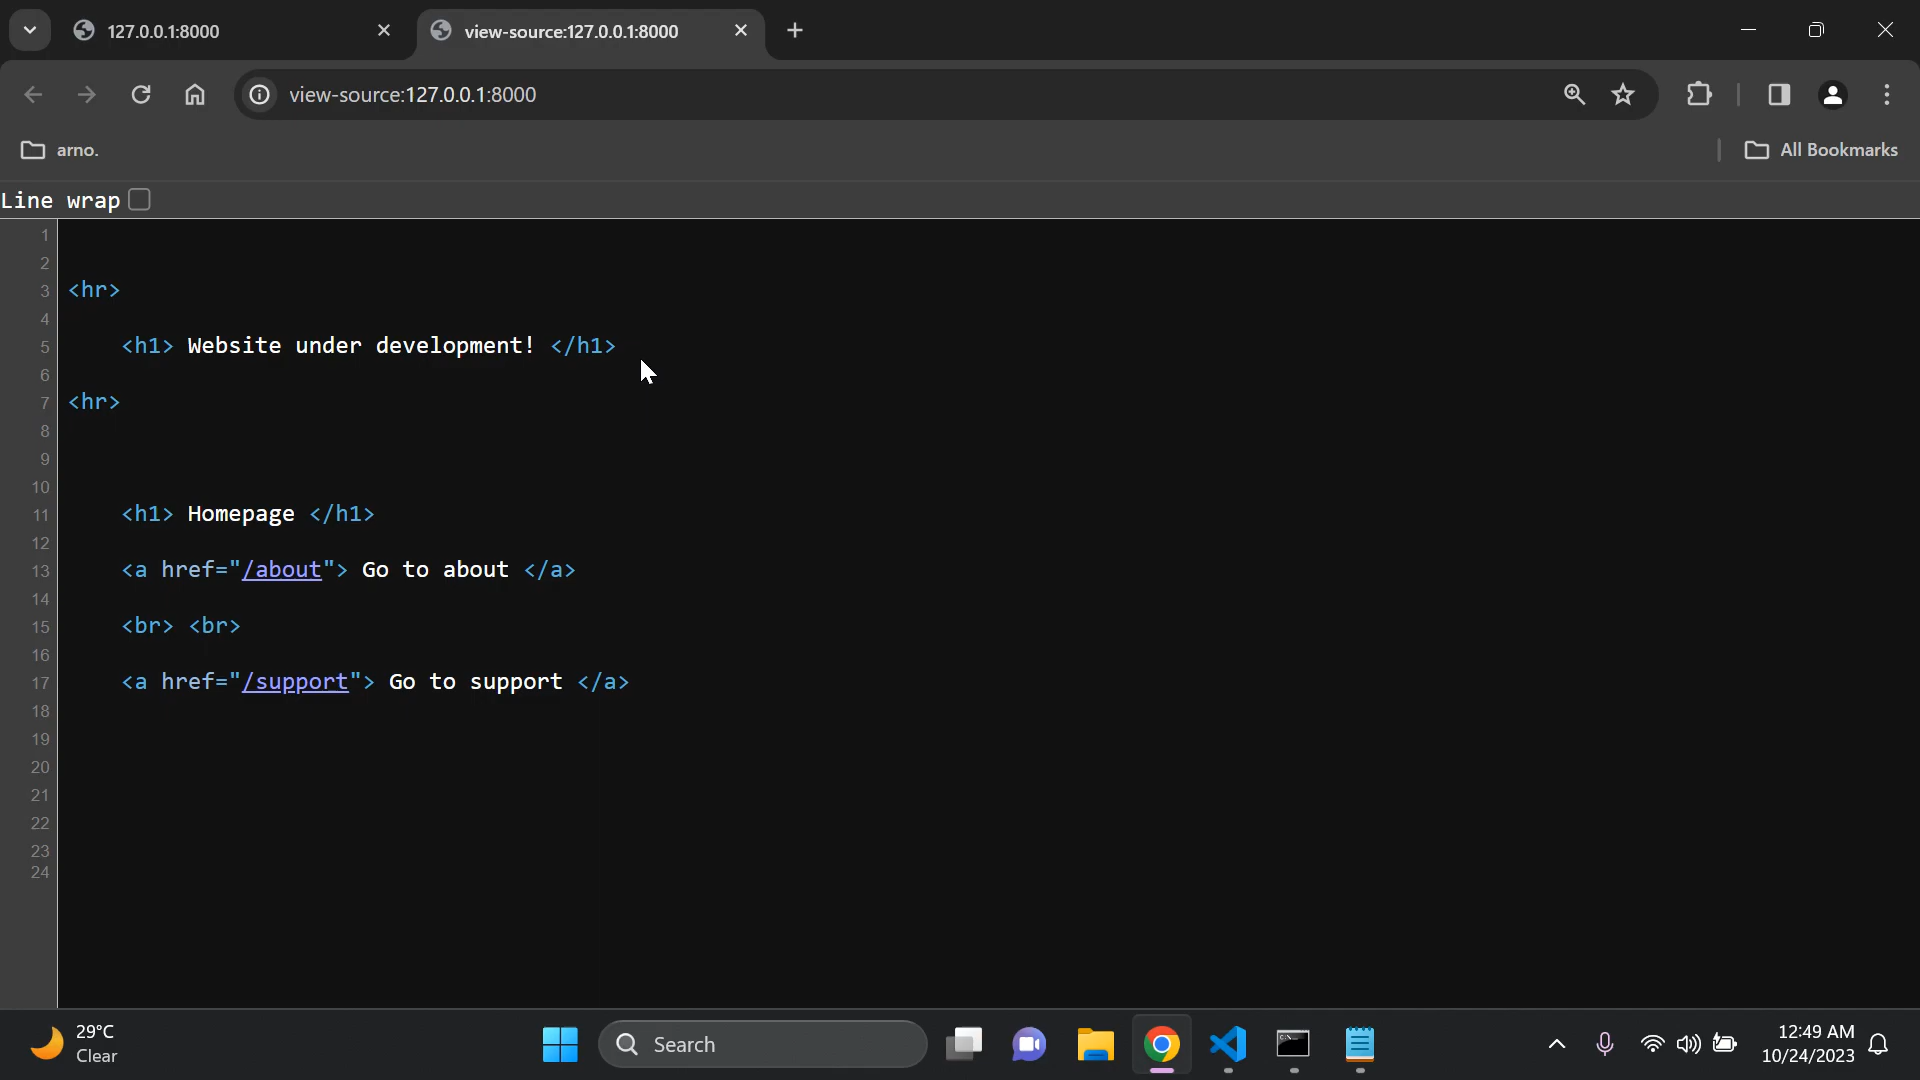 127.0.0.1:8000
view-source:127.0.0.1:8000
view-source:127.0.0.1:8000
arno.
All Bookmarks
Line wrap
1
2
3 <hr>
4
5 <h1> Website under development! </h1>
6
7 <hr>
8
9
10
11 <h1> Homepage </h1>
12
13 <a href="/about"> Go to about </a>
14
15 <br> <br>
16
17 <a href="/support"> Go to support </a>
18
19
20
21
22
23
24
29°C
Clear
Search
12:49 AM
10/24/2023